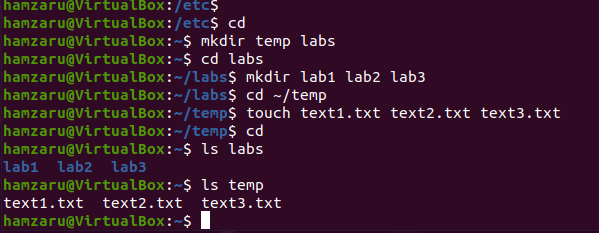 hamzaru@VirtualBox:/etc$
hamzaru@VirtualBox:/etc$ cd
hamzaru@VirtualBox:~$ mkdir temp labs
hamzaru@VirtualBox:~$ cd labs
hamzaru@VirtualBox:~/labs$ mkdir lab1 lab2 lab3
hamzaru@VirtualBox:~/labs$ cd ~/temp
hamzaru@VirtualBox:~/temp$ touch text1.txt text2.txt text3.txt
hamzaru@VirtualBox:~/temp$ cd
hamzaru@VirtualBox:~$ ls labs
lab1  lab2  lab3
hamzaru@VirtualBox:~$ ls temp
text1.txt  text2.txt  text3.txt
hamzaru@VirtualBox:~$